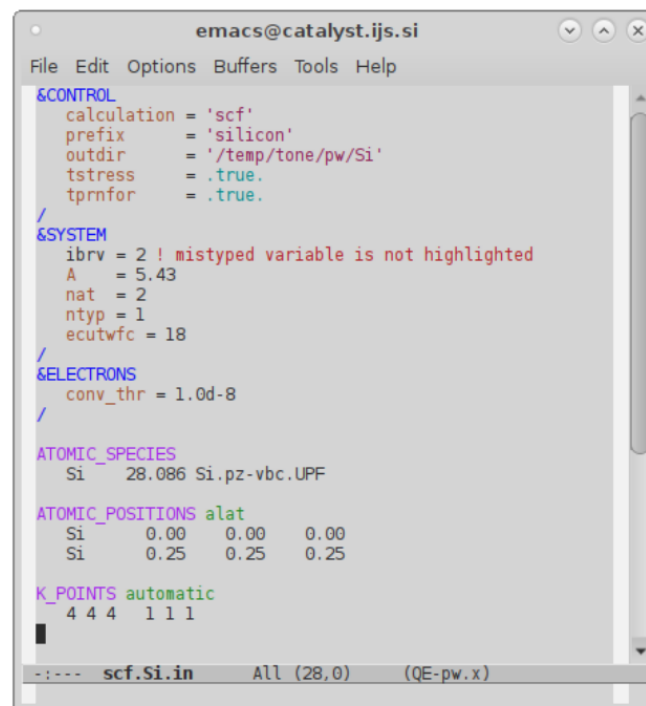 emacs@catalyst.ijs.si
File Edit Options Buffers Tools Help
&CONTROL
calculation = 'scf'
prefix = 'silicon'
outdir = '/temp/tone/pw/Si'
tstress = .true.
tprnfor = .true.
/
&SYSTEM
ibrv = 2 ! mistyped variable is not highlighted
A = 5.43
nat = 2
ntyp = 1
ecutwfc = 18
/
&ELECTRONS
conv_thr = 1.0d-8
/
ATOMIC_SPECIES
Si 28.086 Si.pz-vbc.UPF
ATOMIC_POSITIONS alat
Si 0.00 0.00 0.00
Si 0.25 0.25 0.25
K_POINTS automatic
4 4 4 1 1 1
-:--- scf.Si.in All (28,0) (QE-pw.x)